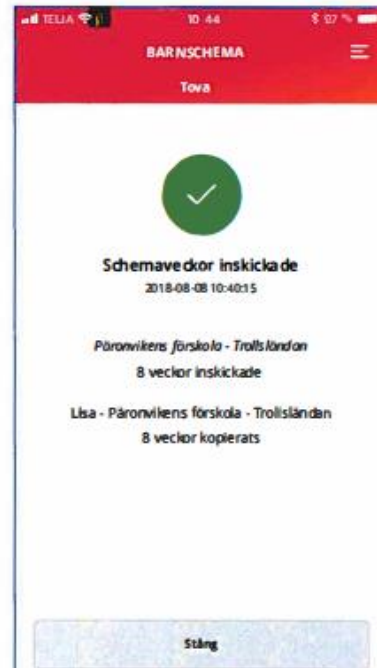 TELIA 10 44 97 %
BARNSCHEMA
Tova
Schemaveckor inskickade
2018-08-08 10:40:15
Päronvikens förskola - Trollsländan
8 veckor inskickade
Lisa - Päronvikens förskola - Trollsländan
8 veckor kopierats
Stäng